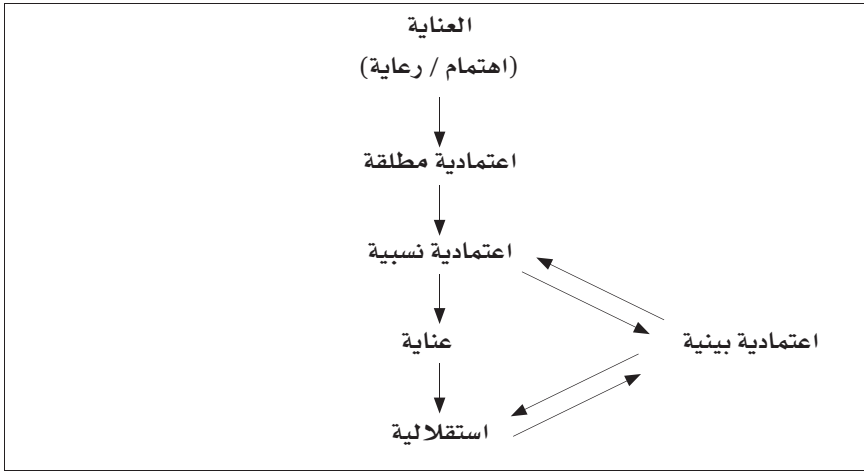 العناية
(اهتمام / رعاية)
اعتمادية مطلقة
اعتمادية نسبية
عناية
اعتمادية بينية
استقلالية